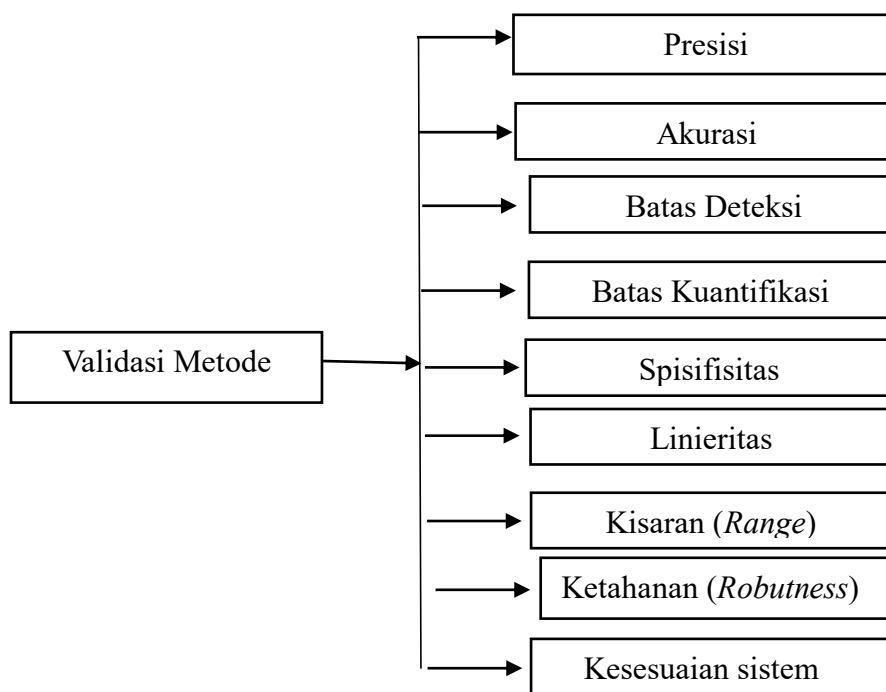 Presisi
Akurasi
Batas Deteksi
Batas Kuantifikasi
Validasi Metode
Spisifisitas
Linieritas
Kisaran (Range)
Ketahanan (Robutness)
Kesesuaian sistem